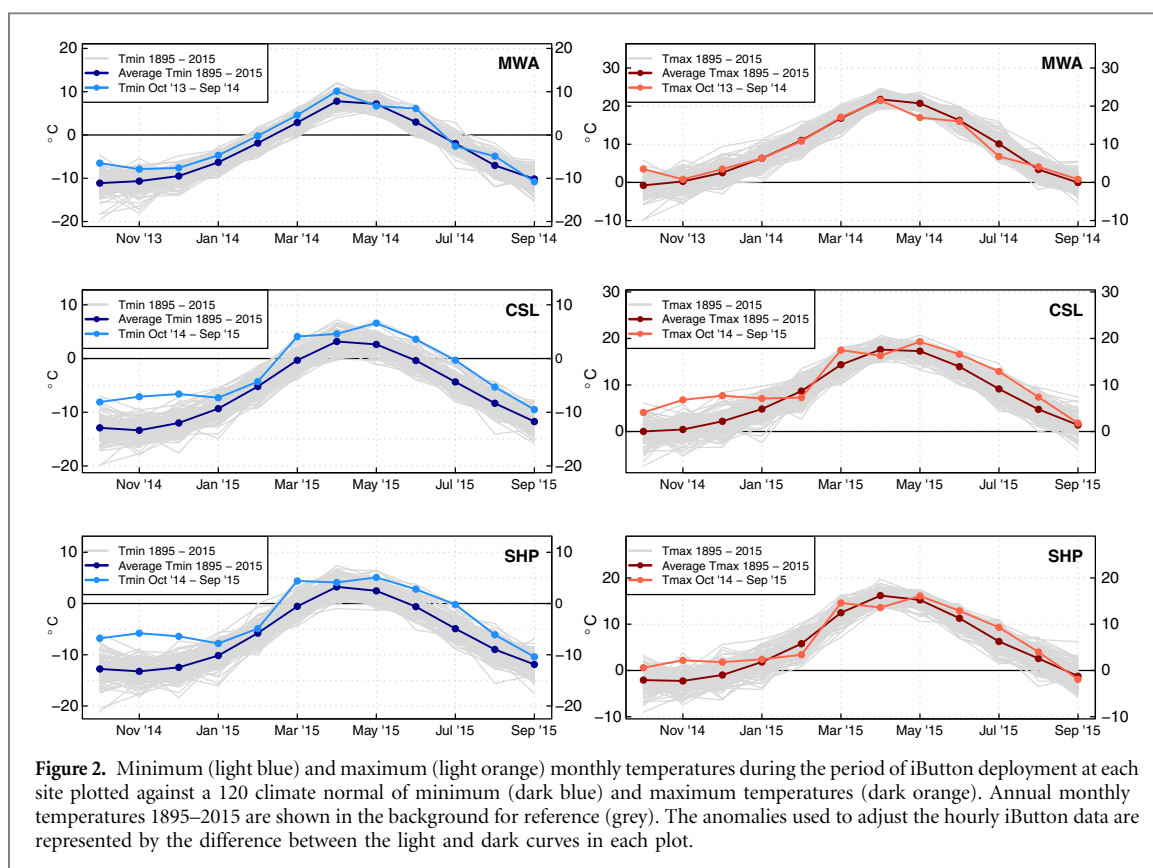 Tmin 1895 − 2015
Average Tmin 1895 − 2015
Tmin Oct '13 − Sep '14
MWA
° C
20
10
0
−10
−20
20
10
0
−10
−20
Nov '13 Jan '14 Mar '14 May '14 Jul '14 Sep '14
Tmax 1895 − 2015
Average Tmax 1895 − 2015
Tmax Oct '13 − Sep '14
MWA
° C
30
20
10
0
−10
30
20
10
0
−10
Nov '13 Jan '14 Mar '14 May '14 Jul '14 Sep '14
Tmin 1895 − 2015
Average Tmin 1895 − 2015
Tmin Oct '14 − Sep '15
CSL
° C
10
0
−10
−20
10
0
−10
−20
Nov '14 Jan '15 Mar '15 May '15 Jul '15 Sep '15
Tmax 1895 − 2015
Average Tmax 1895 − 2015
Tmax Oct '14 − Sep '15
CSL
° C
30
20
10
0
30
20
10
0
Nov '14 Jan '15 Mar '15 May '15 Jul '15 Sep '15
Tmin 1895 − 2015
Average Tmin 1895 − 2015
Tmin Oct '14 − Sep '15
SHP
° C
10
0
−10
−20
10
0
−10
−20
Nov '14 Jan '15 Mar '15 May '15 Jul '15 Sep '15
Tmax 1895 − 2015
Average Tmax 1895 − 2015
Tmax Oct '14 − Sep '15
SHP
° C
20
10
0
−10
20
10
0
−10
Nov '14 Jan '15 Mar '15 May '15 Jul '15 Sep '15
Figure 2. Minimum (light blue) and maximum (light orange) monthly temperatures during the period of iButton deployment at each
site plotted against a 120 climate normal of minimum (dark blue) and maximum temperatures (dark orange). Annual monthly
temperatures 1895–2015 are shown in the background for reference (grey). The anomalies used to adjust the hourly iButton data are
represented by the difference between the light and dark curves in each plot.